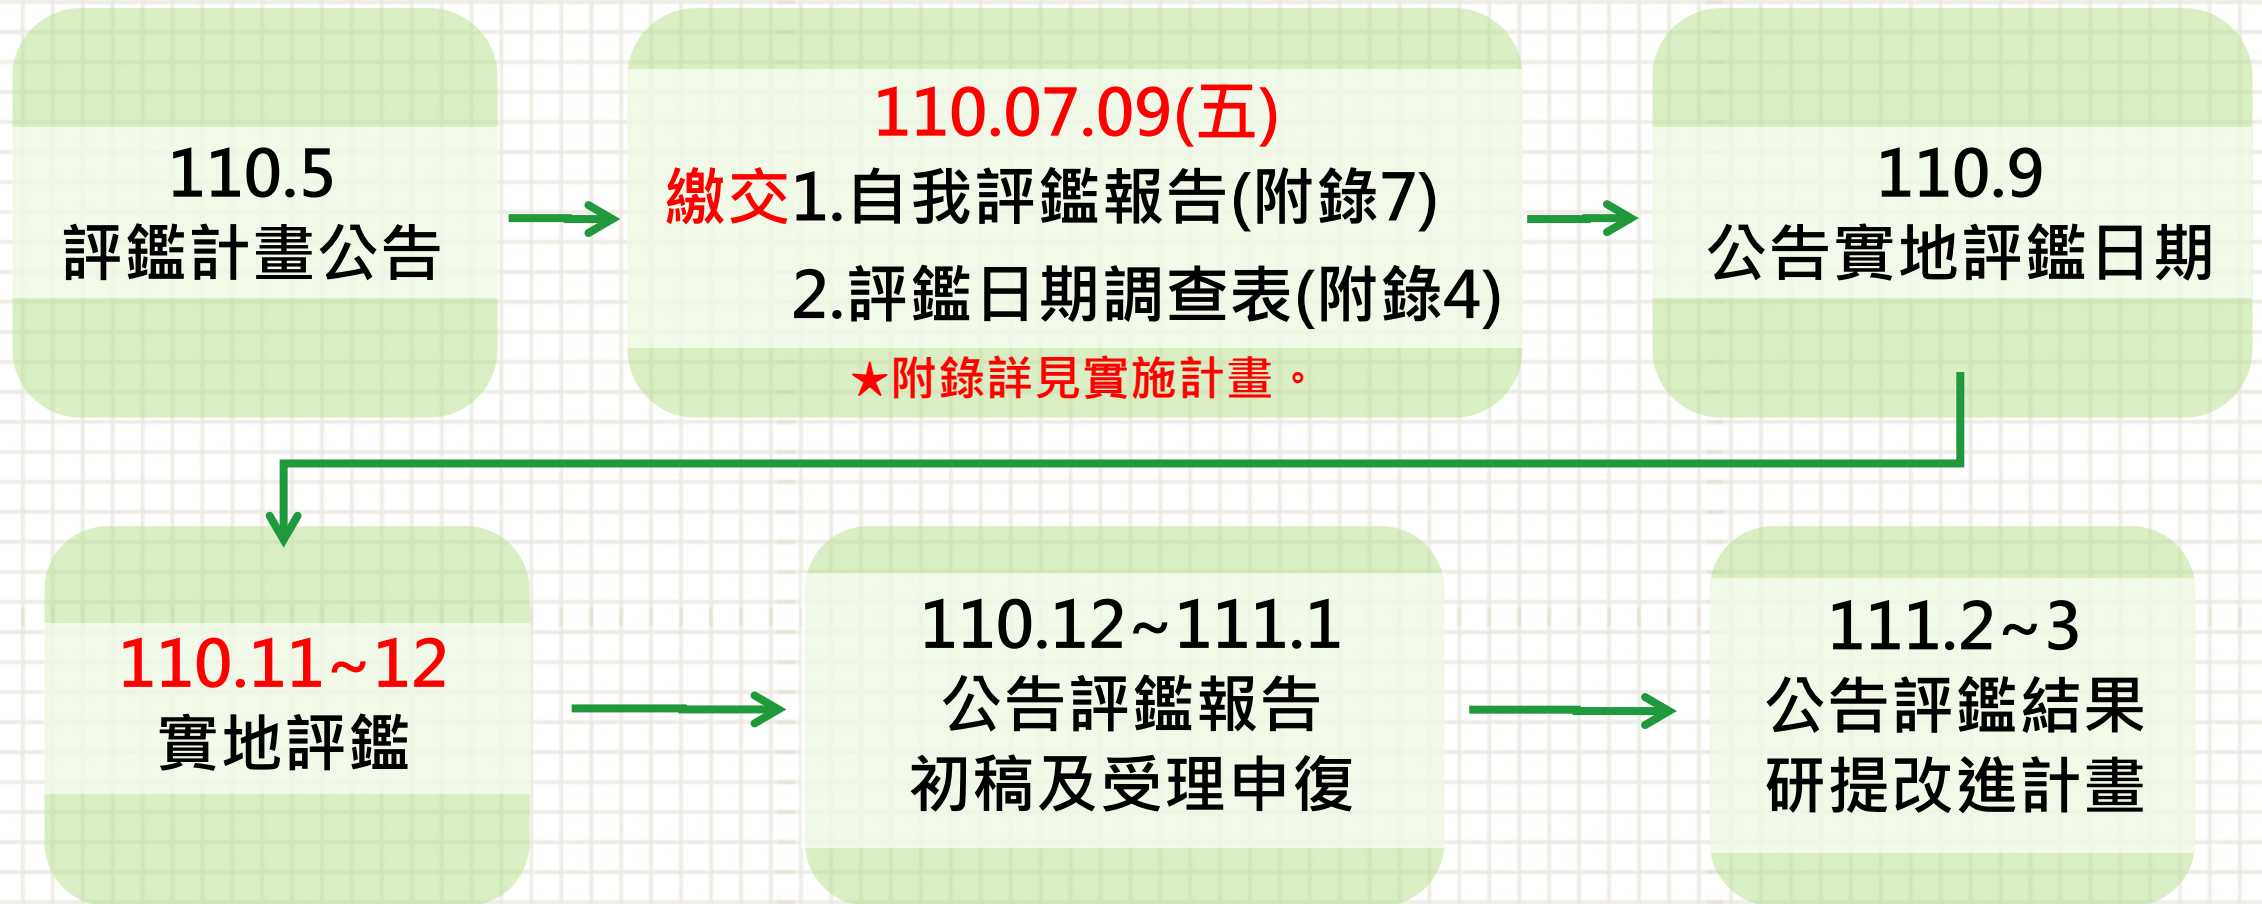 110.5
評鑑計畫公告
110.07.09(五)
繳交1.自我評鑑報告(附錄7)
2.評鑑日期調查表(附錄4)
★附錄詳見實施計畫。
110.9
公告實地評鑑日期
110.11~12
實地評鑑
110.12~111.1
公告評鑑報告
初稿及受理申復
111.2~3
公告評鑑結果
研提改進計畫